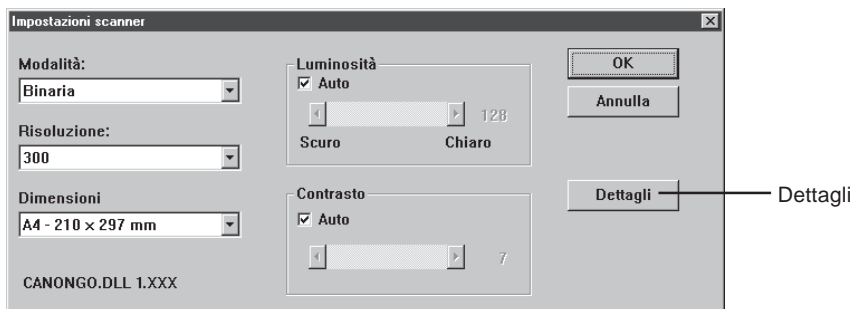 Impostazioni scanner
Modalità:
Binaria
Risoluzione:
300
Dimensioni
A4 - 210 × 297 mm
CANONGO.DLL 1.XXX
Luminosità
Auto
128
Scuro Chiaro
Contrasto
Auto
7
OK
Annulla
Dettagli
Dettagli